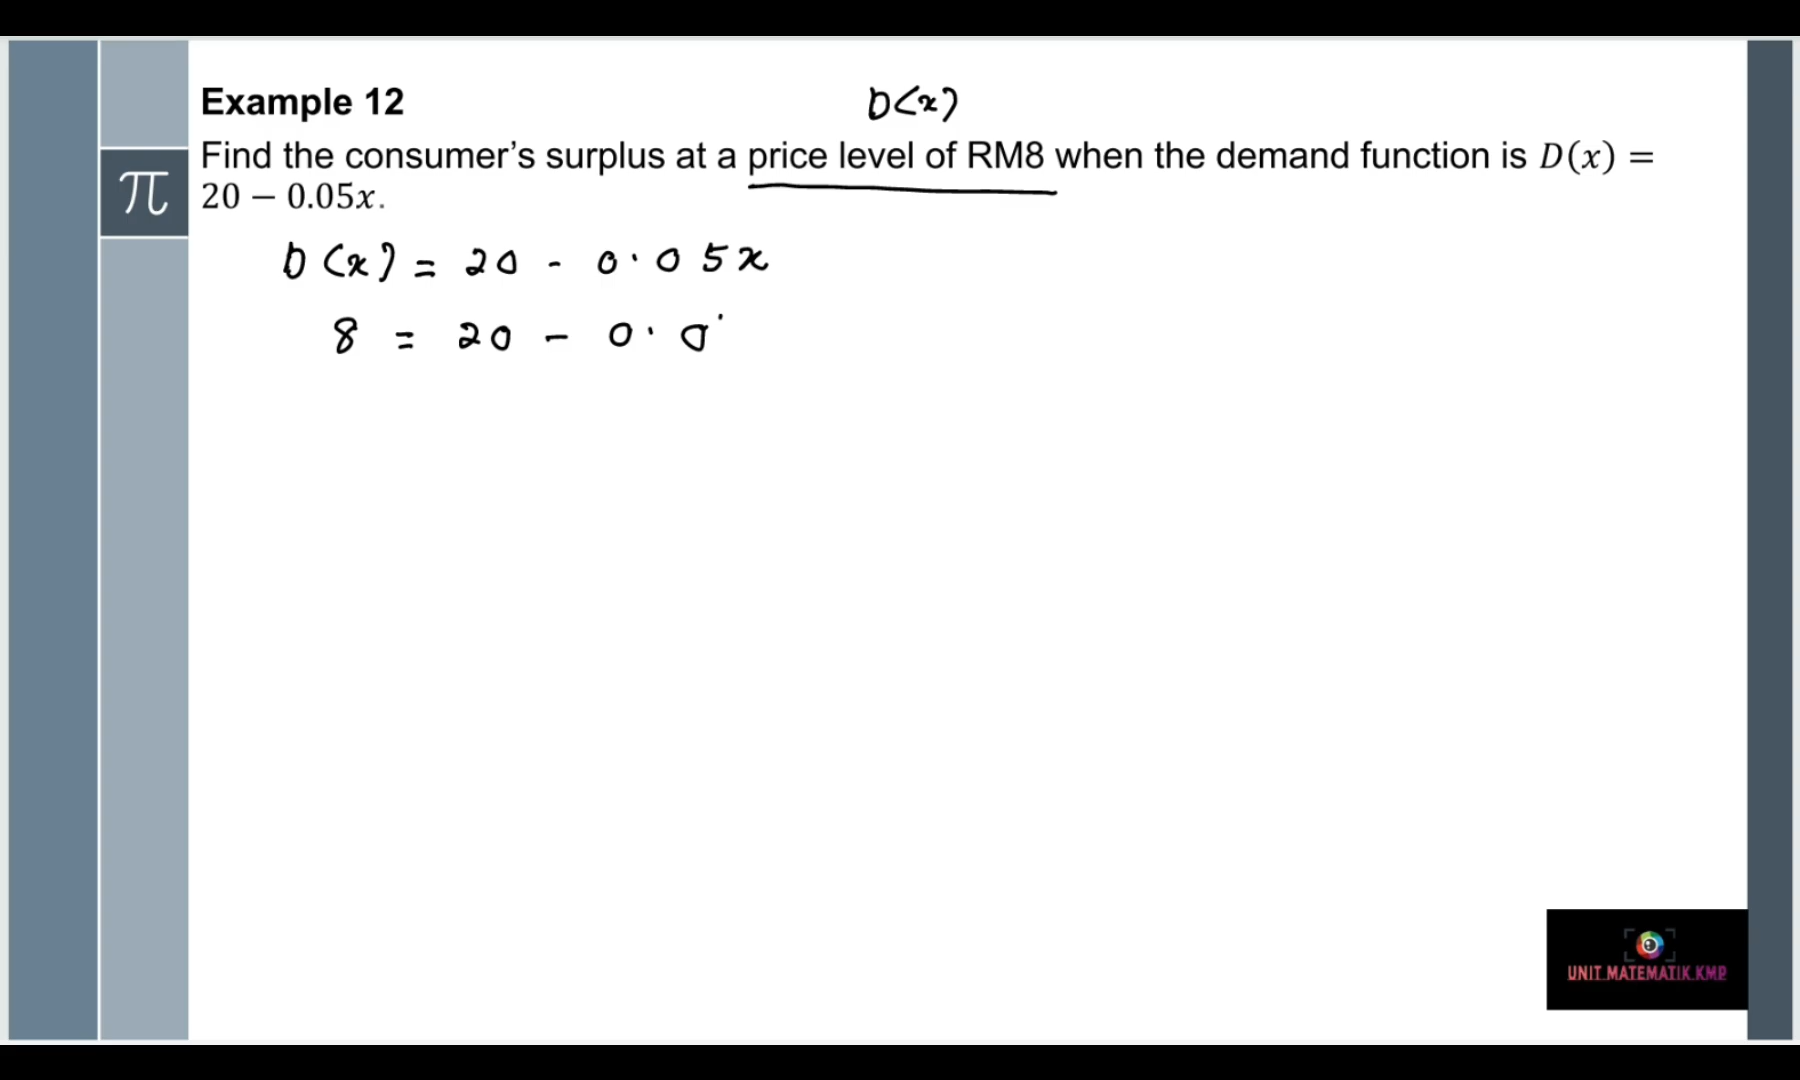 Example 12
D(x)
Find the consumer's surplus at a price level of RM8 when the demand function is D(x) =
20 − 0.05x.
π
D(x) = 20 - 0.05x
8 = 20 - 0.0
UNIT MATEMATIK KMP